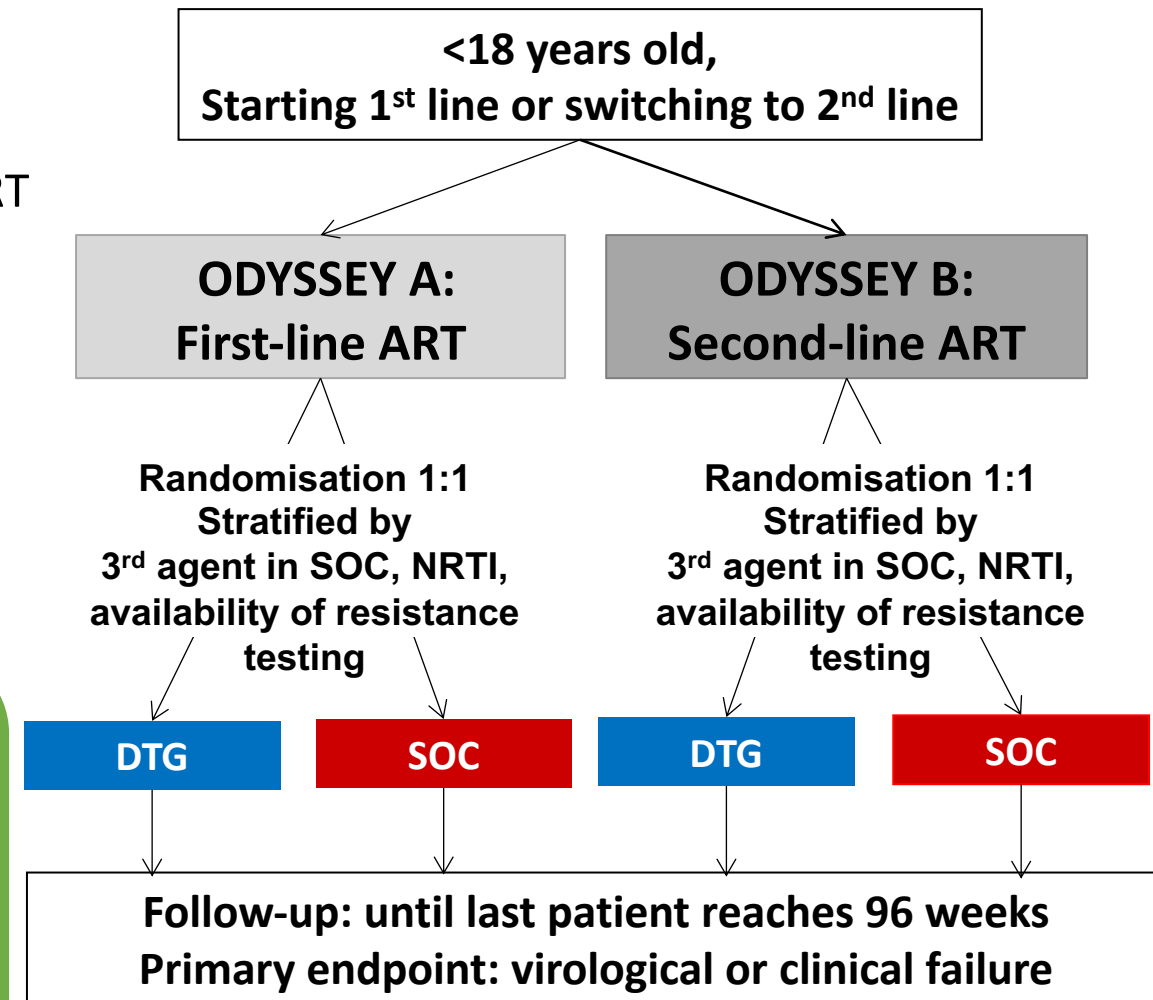 <18 years old,
Starting 1st line or switching to 2nd line
RT
ODYSSEY A:
First-line ART
ODYSSEY B:
Second-line ART
Randomisation 1:1
Stratified by
3rd agent in SOC, NRTI,
availability of resistance
testing
Randomisation 1:1
Stratified by
3rd agent in SOC, NRTI,
availability of resistance
testing
DTG
SOC
DTG
SOC
Follow-up: until last patient reaches 96 weeks
Primary endpoint: virological or clinical failure